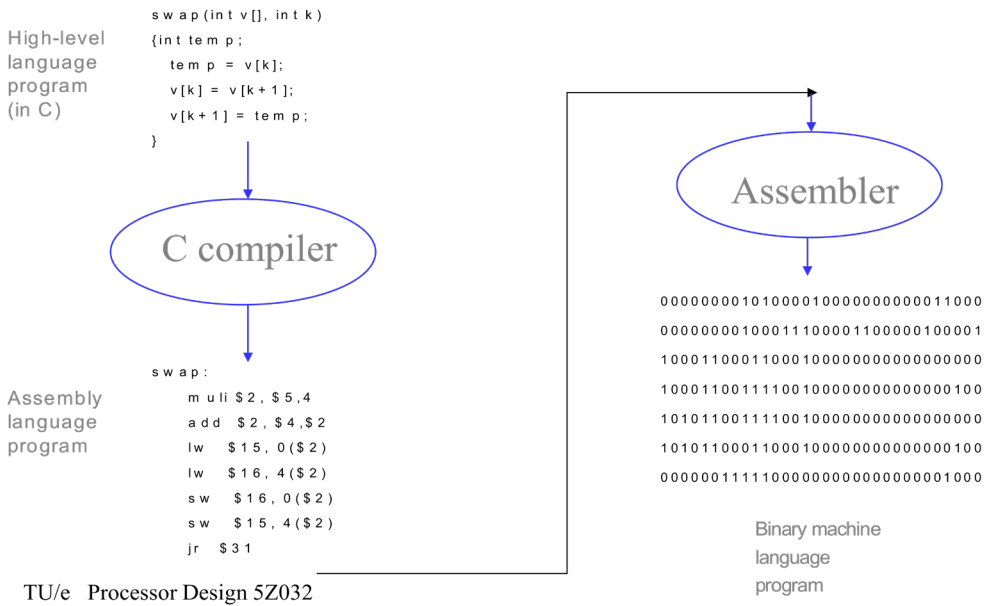 High-level
language
program
(in C)
swap(int v[], int k)
{int temp;
temp = v[k];
v[k] = v[k+1];
v[k+1] = temp;
}
C compiler
Assembly
language
program
swap:
muli $2, $5,4
add $2, $4,$2
lw $15, 0($2)
lw $16, 4($2)
sw $16, 0($2)
sw $15, 4($2)
jr $31
Assembler
00000000101000010000000000011000
00000000100011100001100000100001
10001100011000100000000000000000
10001100111100100000000000000100
10101100111100100000000000000000
10101100011000100000000000000100
00000011111000000000000000001000
Binary machine
language
program
TU/e Processor Design 5Z032